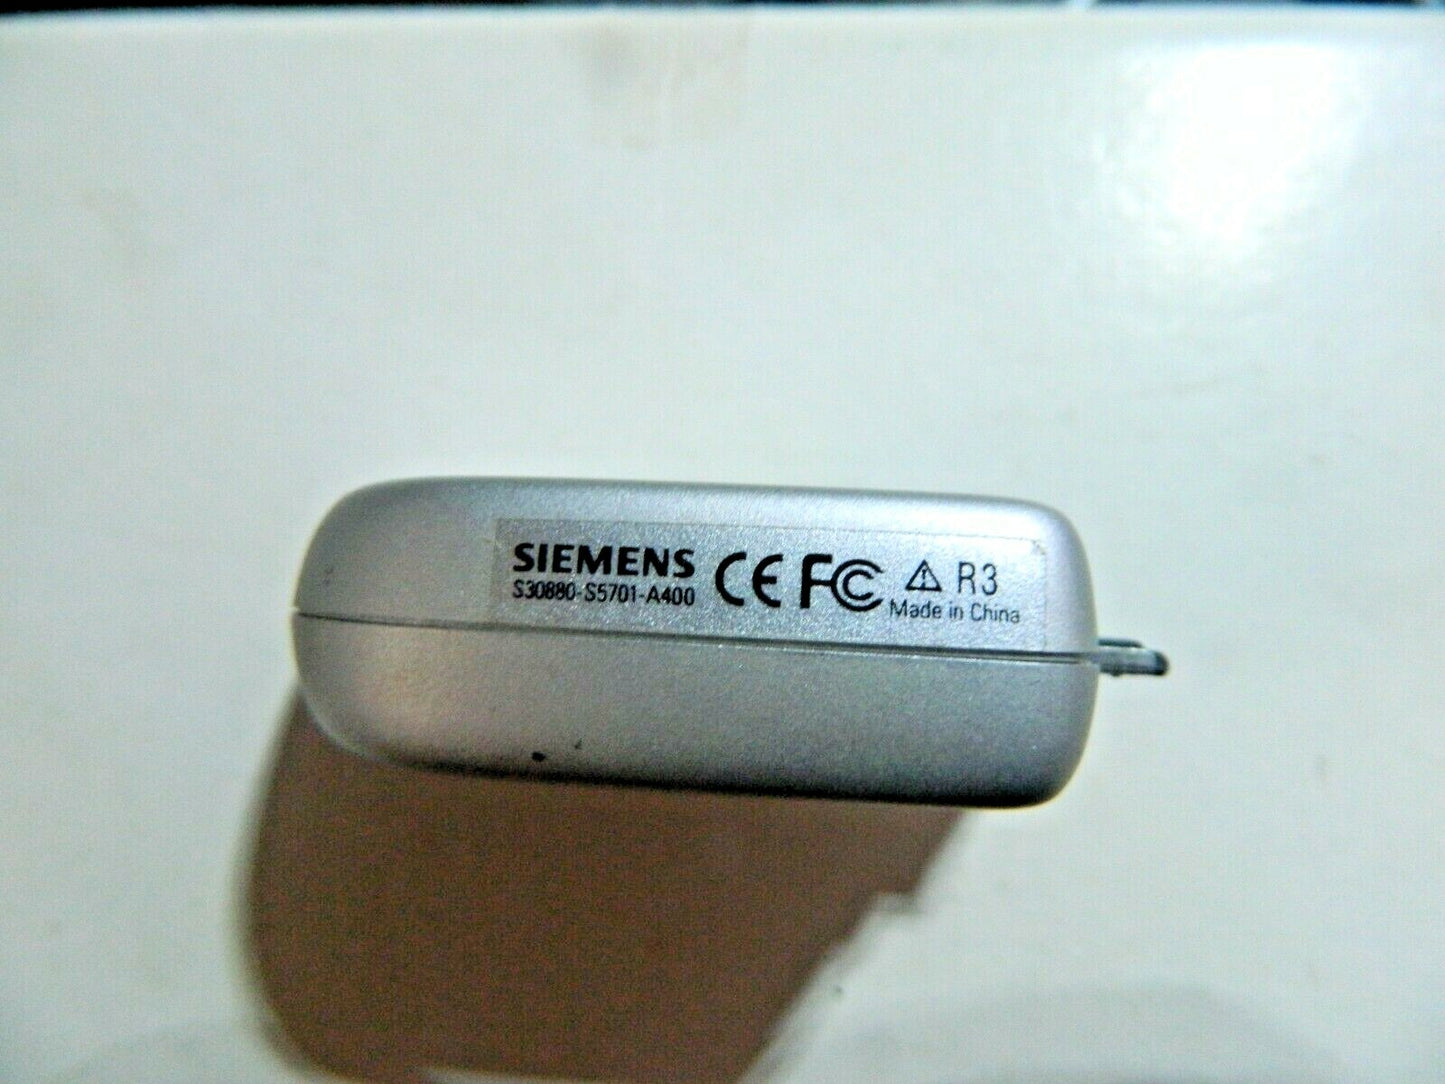 SIEMENS CE FC ⚠ R3
S30880-S5701-A400 Made in China